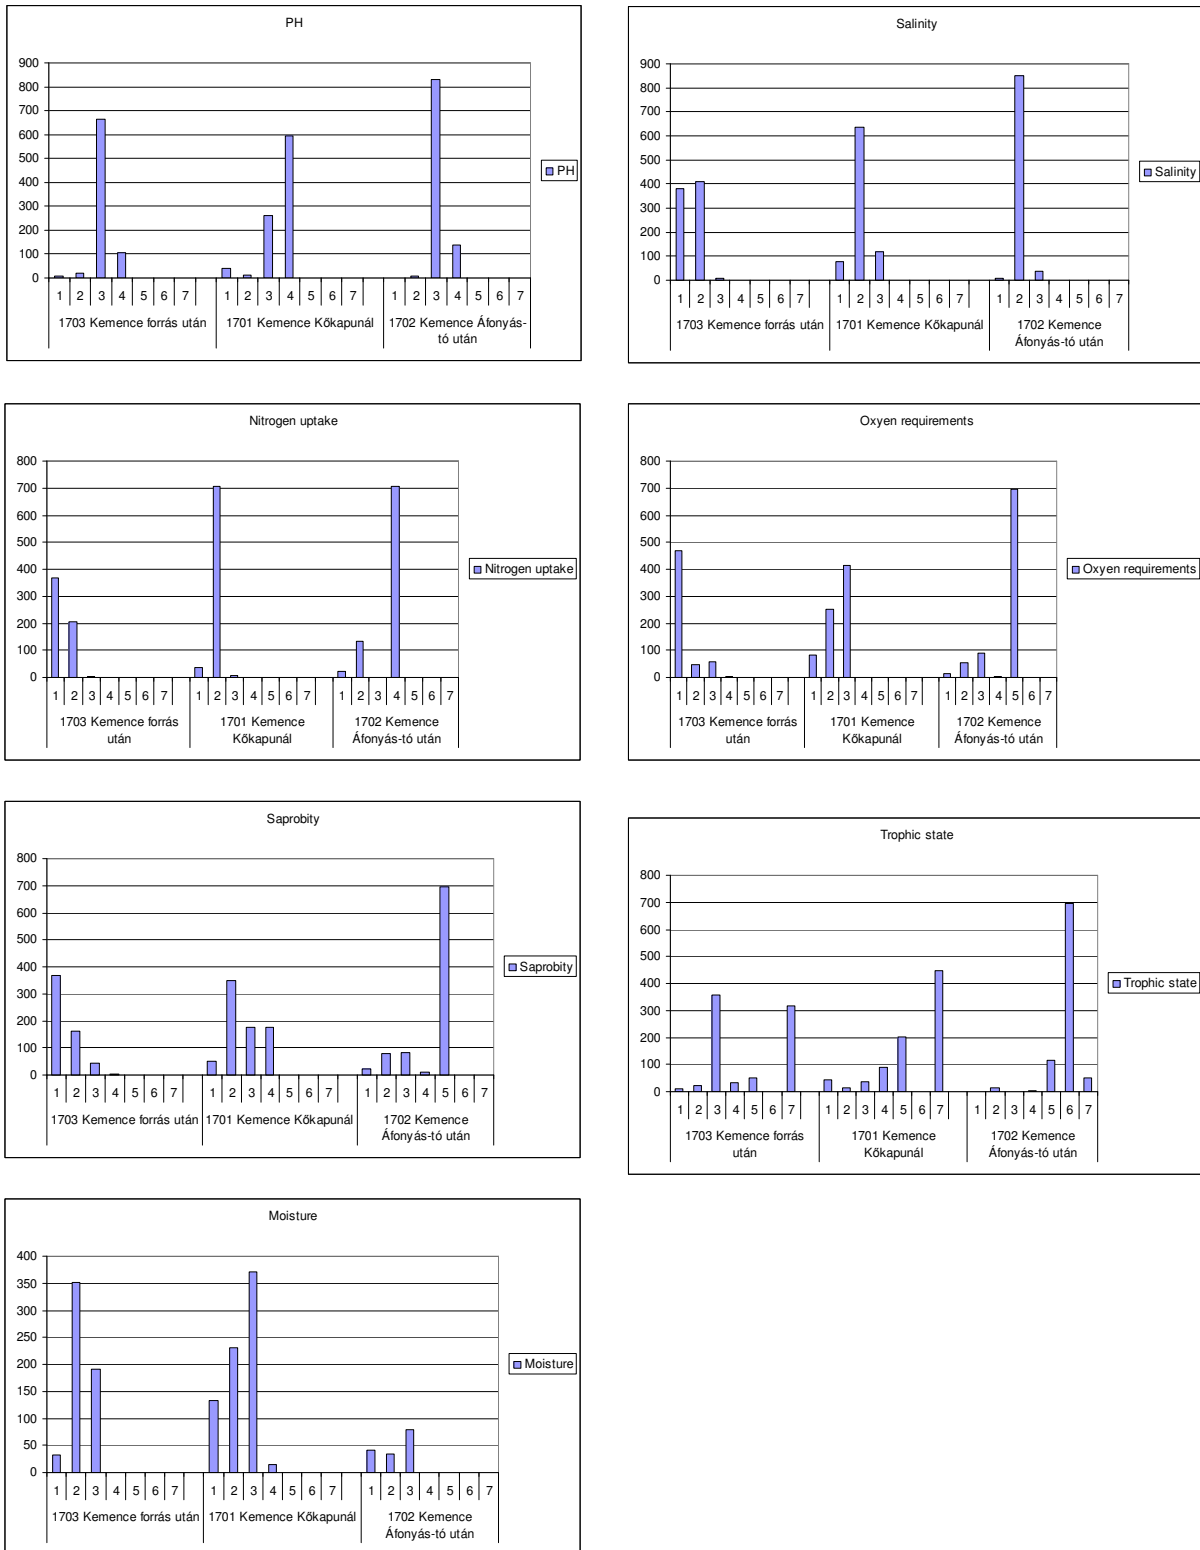 PH
900
800
700
600
500
400
300
200
100
0
1 2 3 4 5 6 7 1 2 3 4 5 6 7 1 2 3 4 5 6 7
1703 Kemence forrás után 1701 Kemence Kőkapunál 1702 Kemence Áfonyás-
tó után
PH
Salinity
900
800
700
600
500
400
300
200
100
0
1 2 3 4 5 6 7 1 2 3 4 5 6 7 1 2 3 4 5 6 7
1703 Kemence forrás után 1701 Kemence Kőkapunál 1702 Kemence
Áfonyás-tó után
Salinity
Nitrogen uptake
800
700
600
500
400
300
200
100
0
1 2 3 4 5 6 7 1 2 3 4 5 6 7 1 2 3 4 5 6 7
1703 Kemence forrás 1701 Kemence 1702 Kemence
után Kőkapunál Áfonyás-tó után
Nitrogen uptake
Oxyen requirements
800
700
600
500
400
300
200
100
0
1 2 3 4 5 6 7 1 2 3 4 5 6 7 1 2 3 4 5 6 7
1703 Kemence forrás 1701 Kemence 1702 Kemence
után Kőkapunál Áfonyás-tó után
Oxyen requirements
Saprobity
800
700
600
500
400
300
200
100
0
1 2 3 4 5 6 7 1 2 3 4 5 6 7 1 2 3 4 5 6 7
1703 Kemence forrás után 1701 Kemence Kőkapunál 1702 Kemence
Áfonyás-tó után
Saprobity
Trophic state
800
700
600
500
400
300
200
100
0
1 2 3 4 5 6 7 1 2 3 4 5 6 7 1 2 3 4 5 6 7
1703 Kemence forrás 1701 Kemence 1702 Kemence
után Kőkapunál Áfonyás-tó után
Trophic state
Moisture
400
350
300
250
200
150
100
50
0
1 2 3 4 5 6 7 1 2 3 4 5 6 7 1 2 3 4 5 6 7
1703 Kemence forrás után 1701 Kemence Kőkapunál 1702 Kemence
Áfonyás-tó után
Moisture